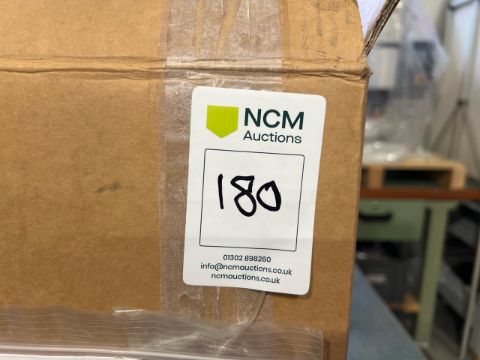 NCM
Auctions
180
01302 898260
info@ncmauctions.co.uk
ncmauctions.co.uk